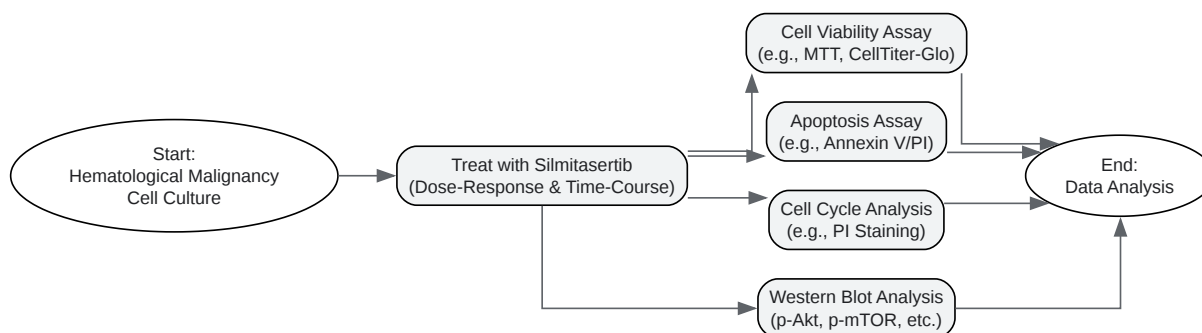 Start:
Hematological Malignancy
Cell Culture
Treat with Silmitasertib
(Dose-Response & Time-Course)
Cell Viability Assay
(e.g., MTT, CellTiter-Glo)
Apoptosis Assay
(e.g., Annexin V/PI)
Cell Cycle Analysis
(e.g., PI Staining)
Western Blot Analysis
(p-Akt, p-mTOR, etc.)
End:
Data Analysis